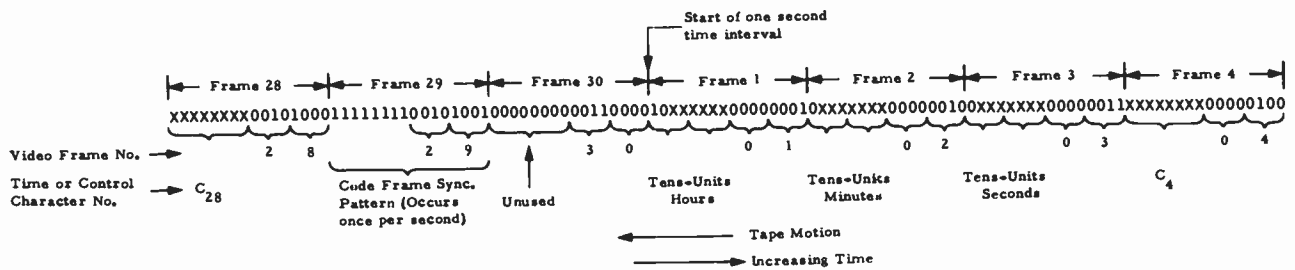 Start of one second
time interval
Frame 28 Frame 29 Frame 30 Frame 1 Frame 2 Frame 3 Frame 4
XXXXXXXX001010001111111100101001000000000011000010XXXXXX000000010XXXXXXX000000100XXXXXXX00000011XXXXXXXX00000100
Video Frame No. 2 8 2 9 3 0 0 1 0 2 0 3 0 4
Time or Control
Character No.
C28
Code Frame Sync.
Pattern (Occurs
once per second)
Unused
Tens-Units
Hours
Tens-Units
Minutes
Tens-Units
Seconds
C4
Tape Motion
Increasing Time